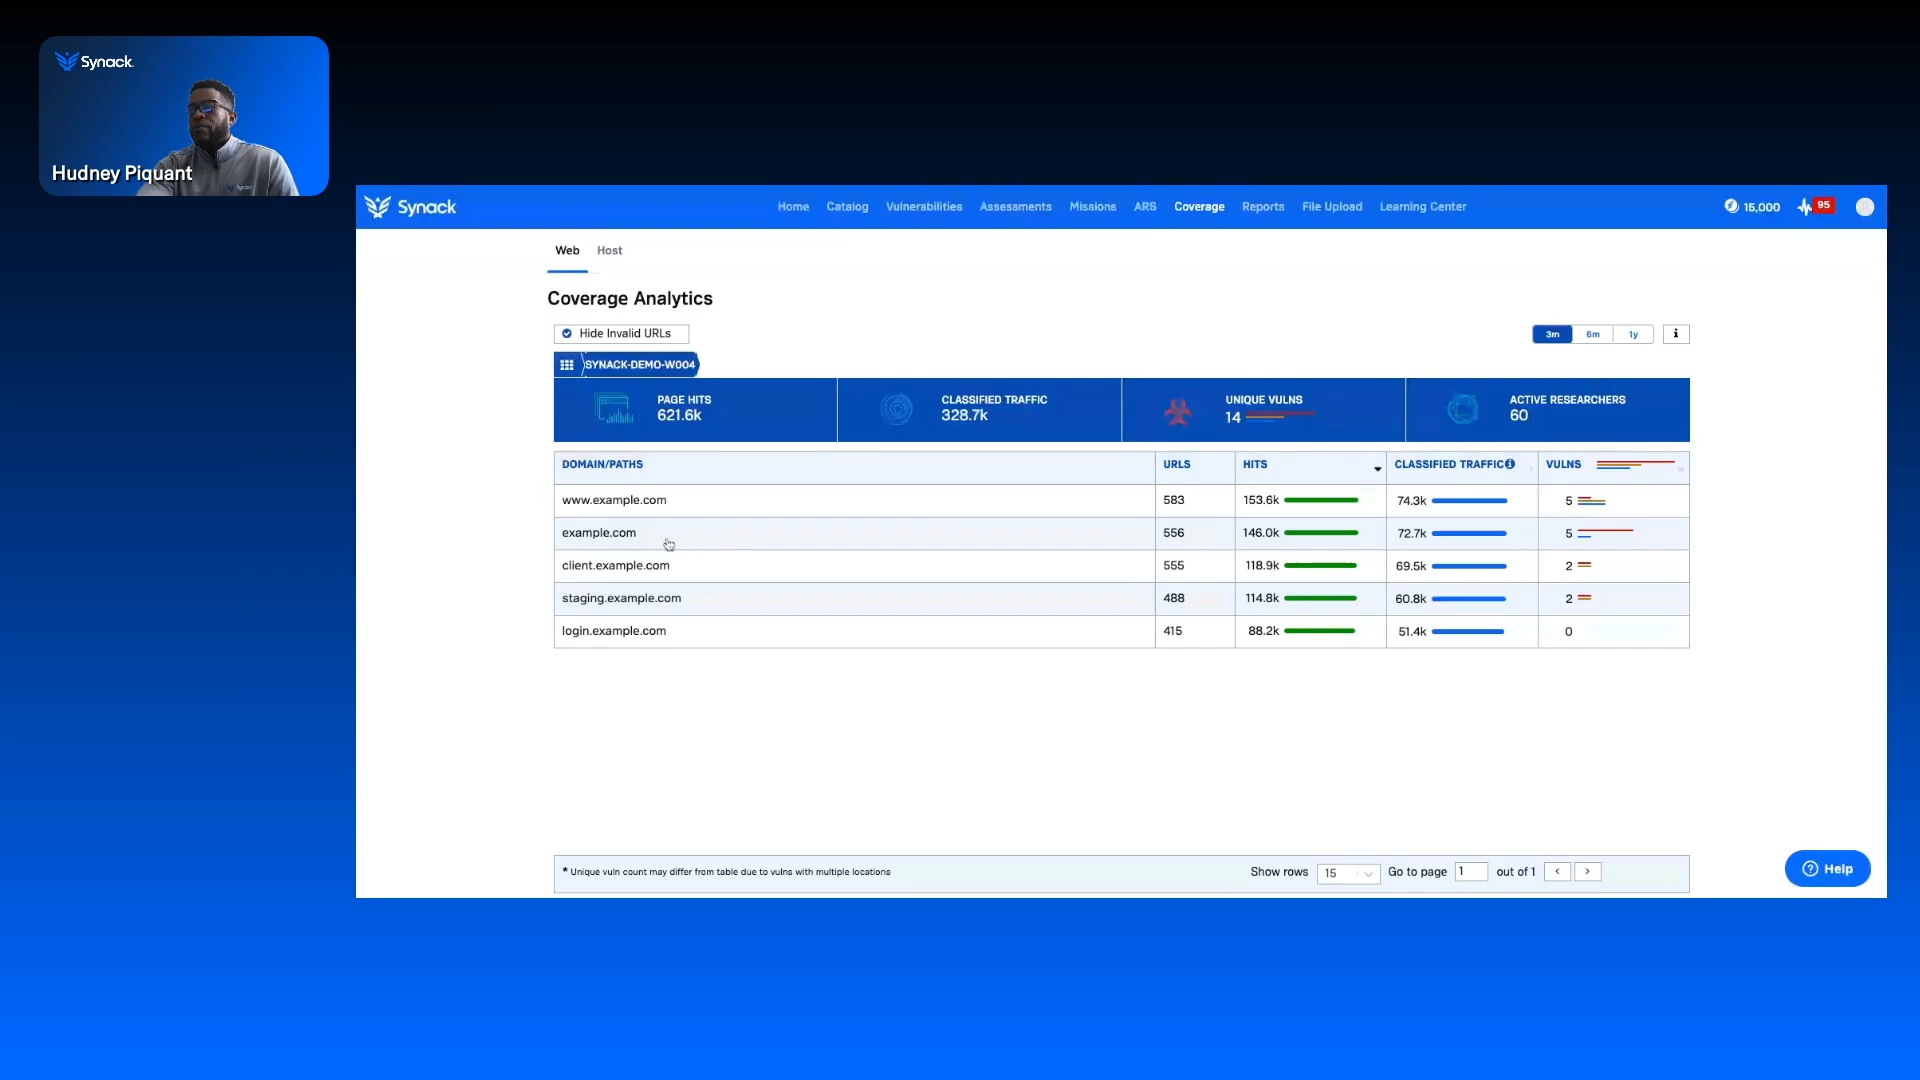 Synack
Hudney Piquant
Synack Home Catalog Vulnerabilities Assessments Missions ARS Coverage Reports File Upload Learning Center 15,000 95
Web Host
Coverage Analytics
Hide Invalid URLs 3m 6m 1y i
SYNACK-DEMO-W004
PAGE HITS CLASSIFIED TRAFFIC UNIQUE VULNS ACTIVE RESEARCHERS
621.6k 328.7k 14 60
DOMAIN/PATHS URLS HITS CLASSIFIED TRAFFIC VULNS
www.example.com 583 153.6k 74.3k 5
example.com 556 146.0k 72.7k 5
client.example.com 555 118.9k 69.5k 2
staging.example.com 488 114.8k 60.8k 2
login.example.com 415 88.2k 51.4k 0
* Unique vuln count may differ from table due to vulns with multiple locations Show rows 15 Go to page 1 out of 1 < >
? Help